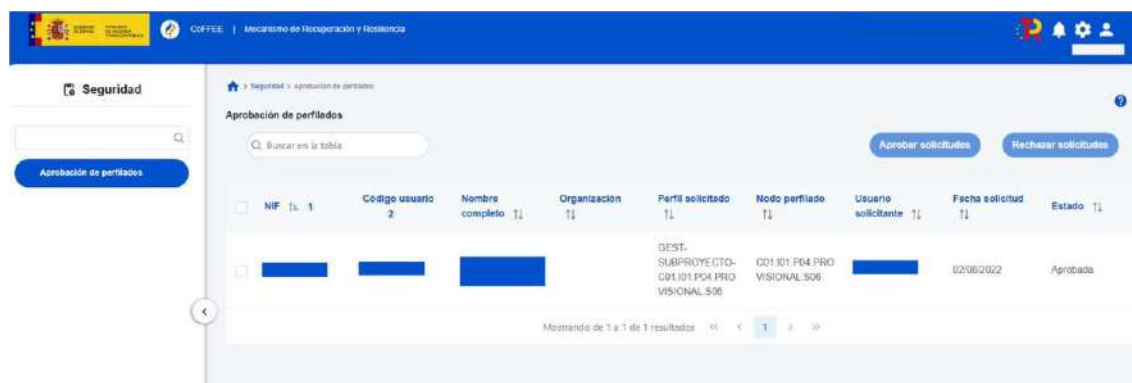 CoFFEE | Mecanismo de Recuperación y Resiliencia
Seguridad
> Seguridad > Aprobación de perfilados
Aprobación de perfilados
Buscar en la tabla
Aprobar solicitudes
Rechazar solicitudes
Aprobación de perfilados
NIF 1
Código usuario
2
Nombre
completo
Organización
Perfil solicitado
Nodo perfilado
Usuario
solicitante
Fecha solicitud
Estado
GEST-
SUBPROYECTO-
C01.I01.P04.PRO
VISIONAL.S06
C01.I01.P04.PRO
VISIONAL.S06
02/08/2022
Aprobada
Mostrando de 1 a 1 de 1 resultados « < 1 > »